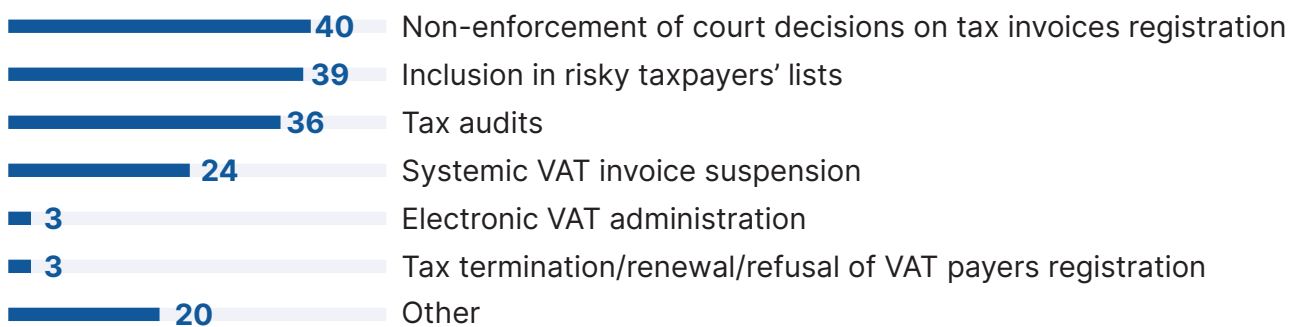 40 Non-enforcement of court decisions on tax invoices registration
39 Inclusion in risky taxpayers’ lists
36 Tax audits
24 Systemic VAT invoice suspension
3 Electronic VAT administration
3 Tax termination/renewal/refusal of VAT payers registration
20 Other